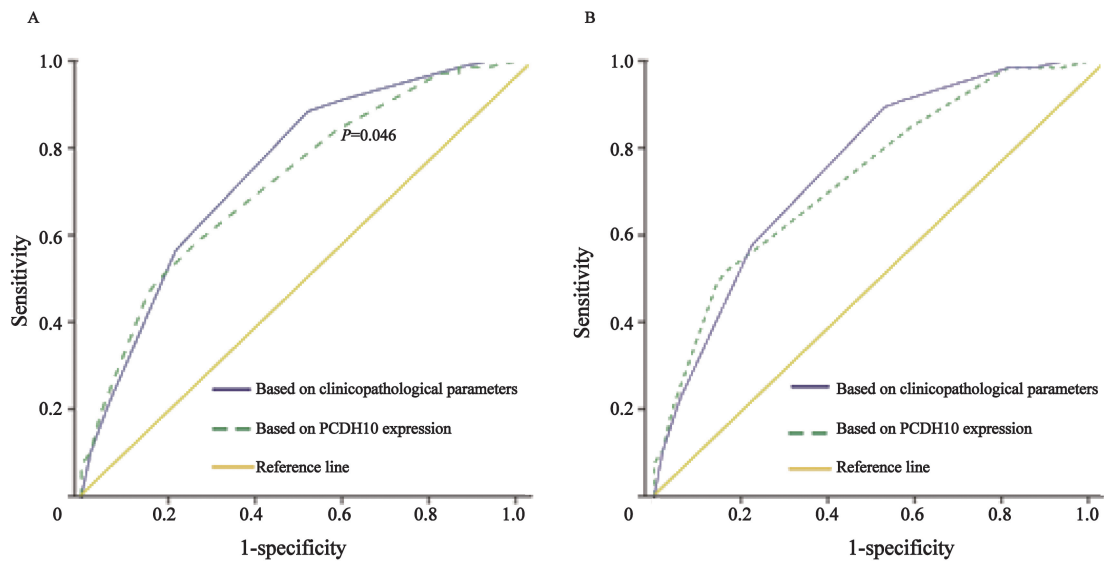 A
1.0
0.8
0.6
0.4
0.2
0
0.2
0.4
0.6
0.8
1.0
Sensitivity
1-specificity
P=0.046
Based on clinicopathological parameters
Based on PCDH10 expression
Reference line
B
1.0
0.8
0.6
0.4
0.2
0
0.2
0.4
0.6
0.8
1.0
Sensitivity
1-specificity
Based on clinicopathological parameters
Based on PCDH10 expression
Reference line